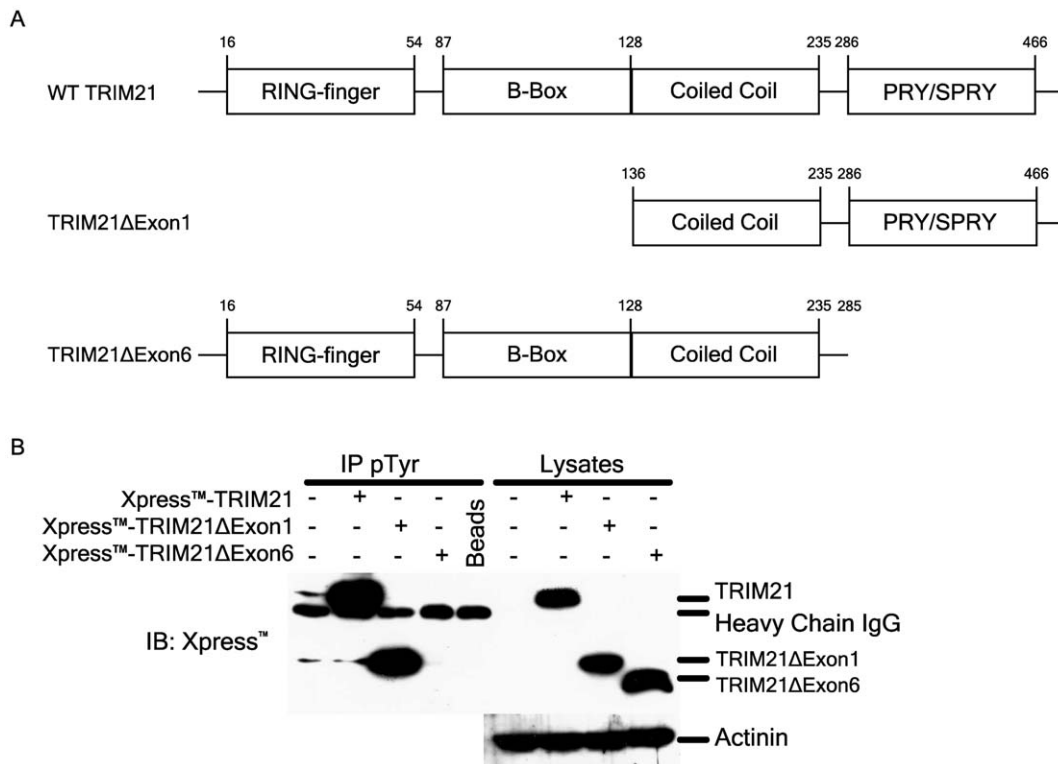 A
16 54 87 128 235 286 466
WT TRIM21 RING-finger B-Box Coiled Coil PRY/SPRY
136 235 286 466
TRIM21ΔExon1 Coiled Coil PRY/SPRY
16 54 87 128 235 285
TRIM21ΔExon6 RING-finger B-Box Coiled Coil
B
IP pTyr Lysates
Xpress™-TRIM21 - + - - - + - -
Xpress™-TRIM21ΔExon1 - - + - - - + -
Xpress™-TRIM21ΔExon6 - - - + - - - +
Beads
TRIM21
Heavy Chain IgG
IB: Xpress™
TRIM21ΔExon1
TRIM21ΔExon6
Actinin